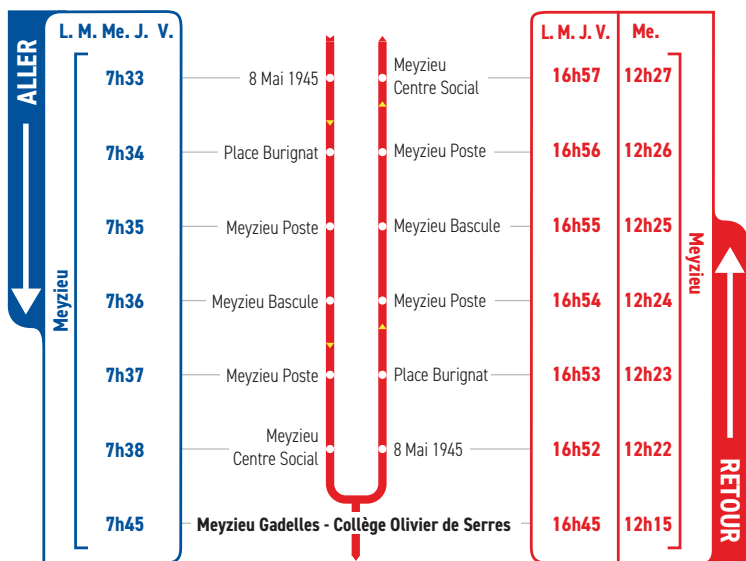 ALLER
L. M. Me. J. V.
L. M. J. V.
Me.
7h33
8 Mai 1945
Meyzieu
Centre Social
16h57
12h27
7h34
Place Burignat
Meyzieu Poste
16h56
12h26
7h35
Meyzieu Poste
Meyzieu Bascule
16h55
12h25
Meyzieu
Meyzieu
7h36
Meyzieu Bascule
Meyzieu Poste
16h54
12h24
7h37
Meyzieu Poste
Place Burignat
16h53
12h23
7h38
Meyzieu
Centre Social
8 Mai 1945
16h52
12h22
7h45
Meyzieu Gadelles - Collège Olivier de Serres
16h45
12h15
RETOUR